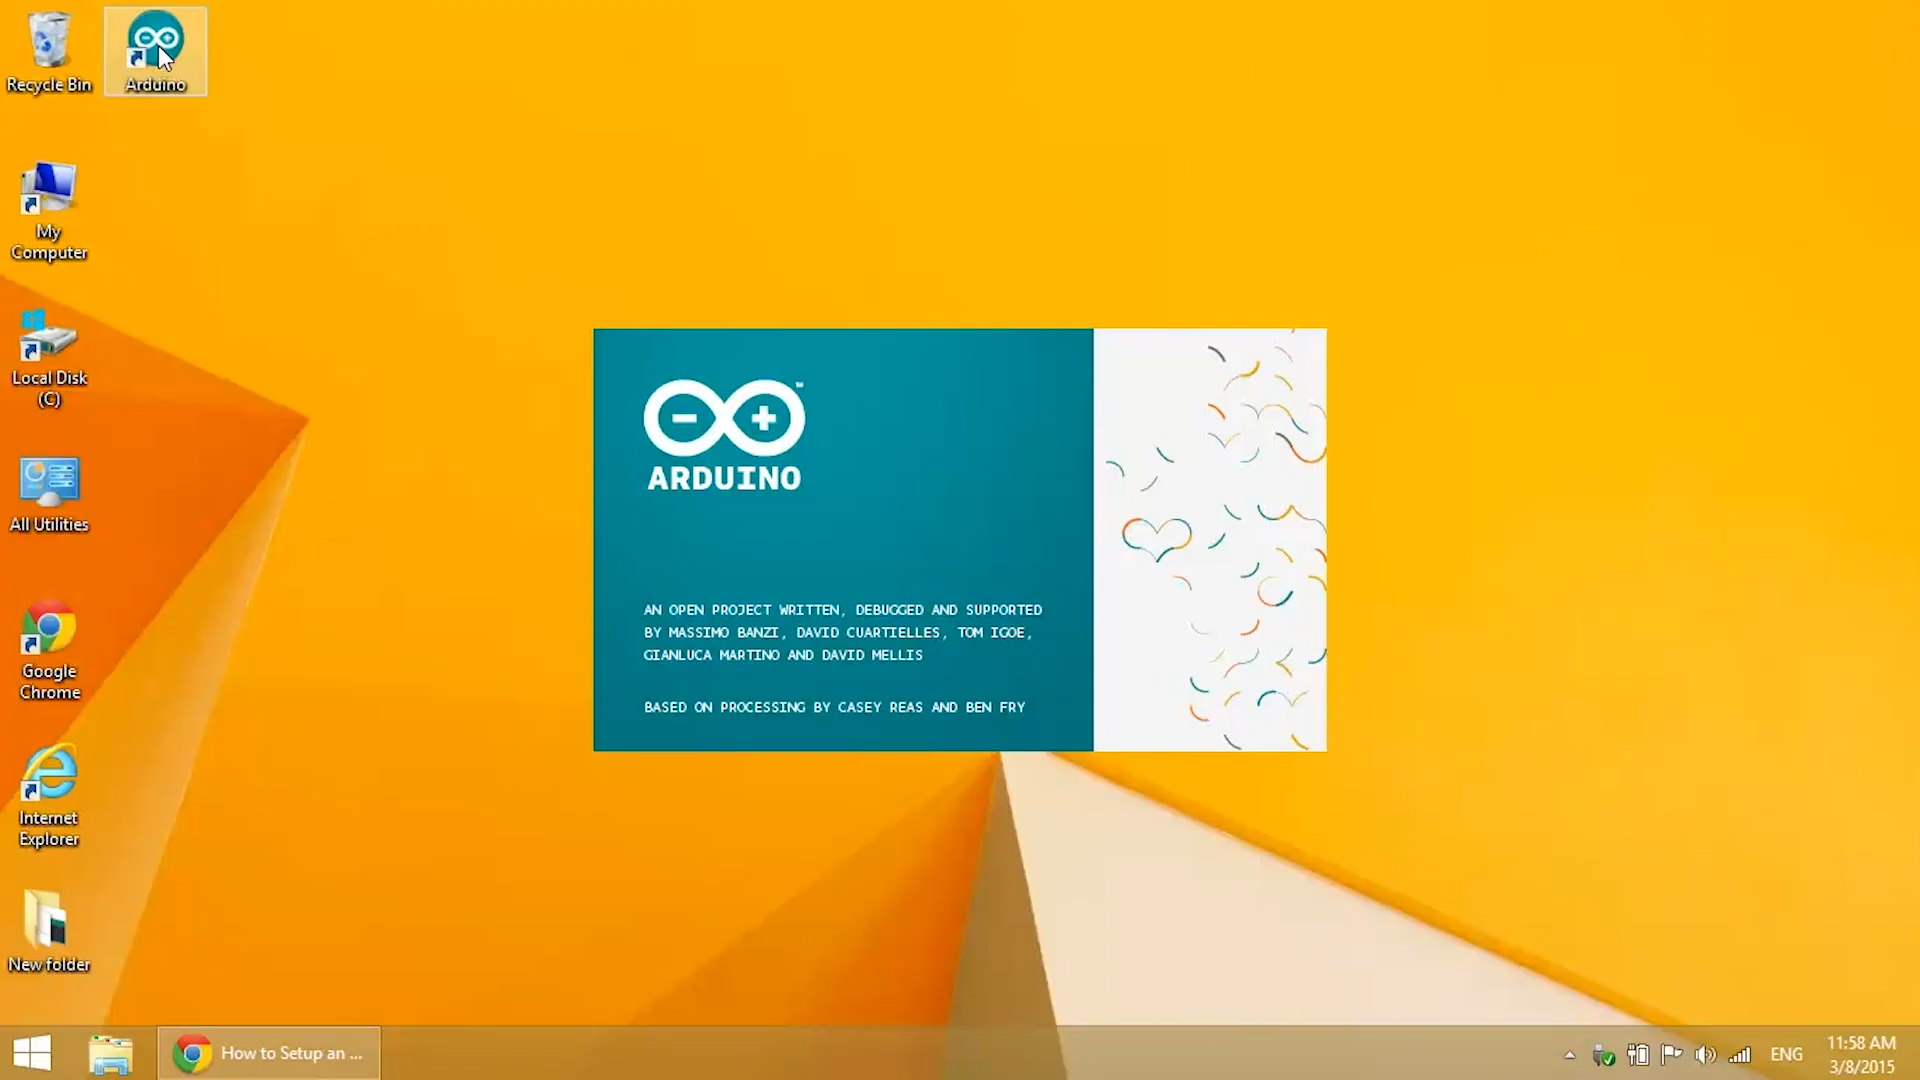 Recycle Bin
Arduino
My
Computer
Local Disk
(C)
All Utilities
Google
Chrome
Internet
Explorer
New folder
ARDUINO
™
AN OPEN PROJECT WRITTEN, DEBUGGED AND SUPPORTED
BY MASSIMO BANZI, DAVID CUARTIELLES, TOM IGOE,
GIANLUCA MARTINO AND DAVID MELLIS
BASED ON PROCESSING BY CASEY REAS AND BEN FRY
How to Setup an ...
ENG
11:58 AM
3/8/2015